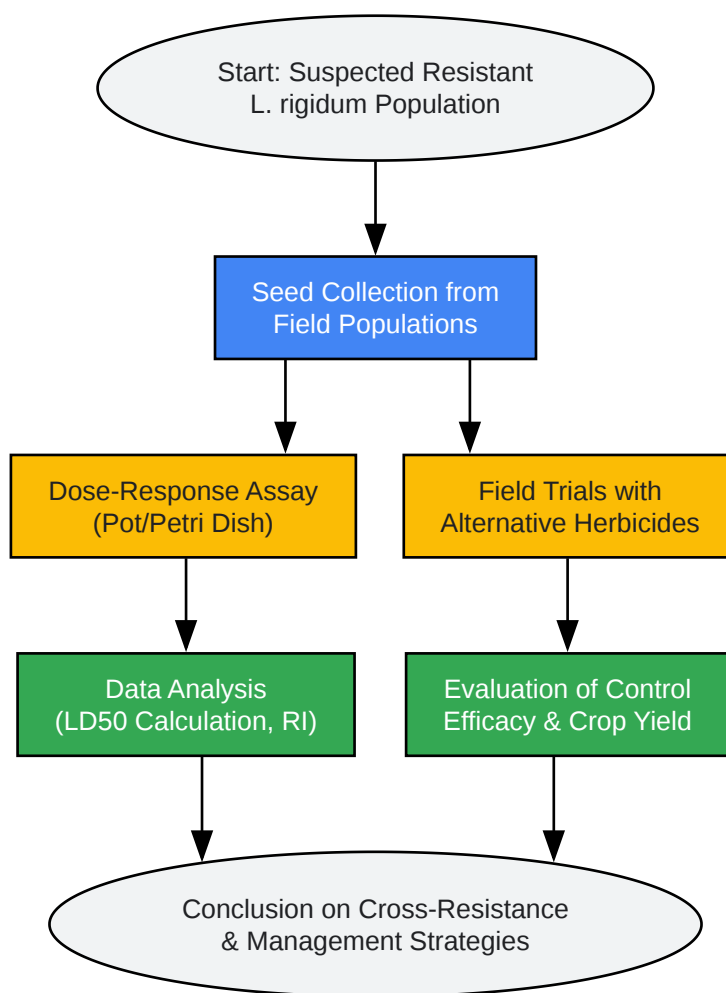 Start: Suspected Resistant
L. rigidum Population
Seed Collection from
Field Populations
Dose-Response Assay
(Pot/Petri Dish)
Field Trials with
Alternative Herbicides
Data Analysis
(LD50 Calculation, RI)
Evaluation of Control
Efficacy & Crop Yield
Conclusion on Cross-Resistance
& Management Strategies